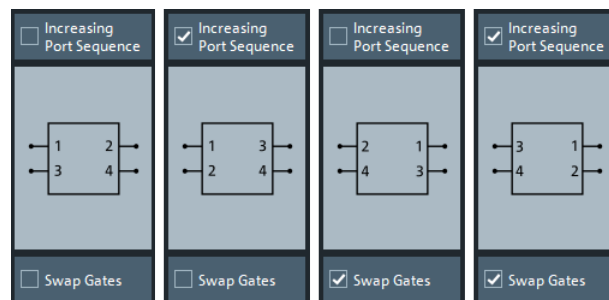 Increasing
Port Sequence
1 2
3 4
Swap Gates
Increasing
Port Sequence
1 3
2 4
Swap Gates
Increasing
Port Sequence
2 1
4 3
Swap Gates
Increasing
Port Sequence
3 1
4 2
Swap Gates